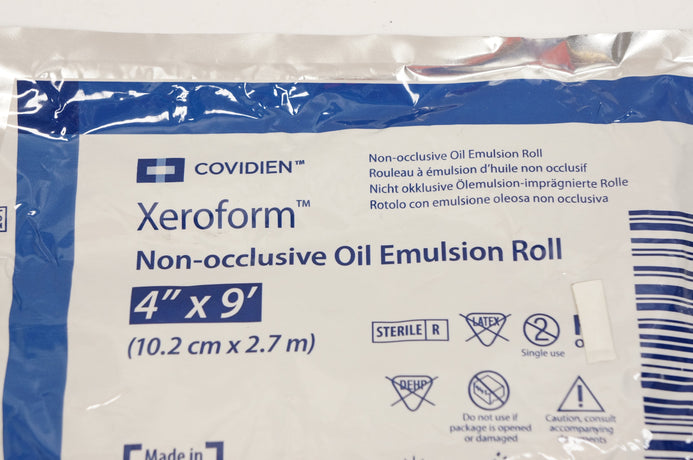 COVIDIEN™
Non-occlusive Oil Emulsion Roll
Rouleau à émulsion d'huile non occlusif
Nicht okklusive Ölemulsion-imprägnierte Rolle
Rotolo con emulsione oleosa non occlusiva
Xeroform™
Non-occlusive Oil Emulsion Roll
4" x 9'
(10.2 cm x 2.7 m)
STERILE R
LATEX
2
Single use
DEHP
Do not use if
package is opened
or damaged
Caution, consult
accompanying
Made in